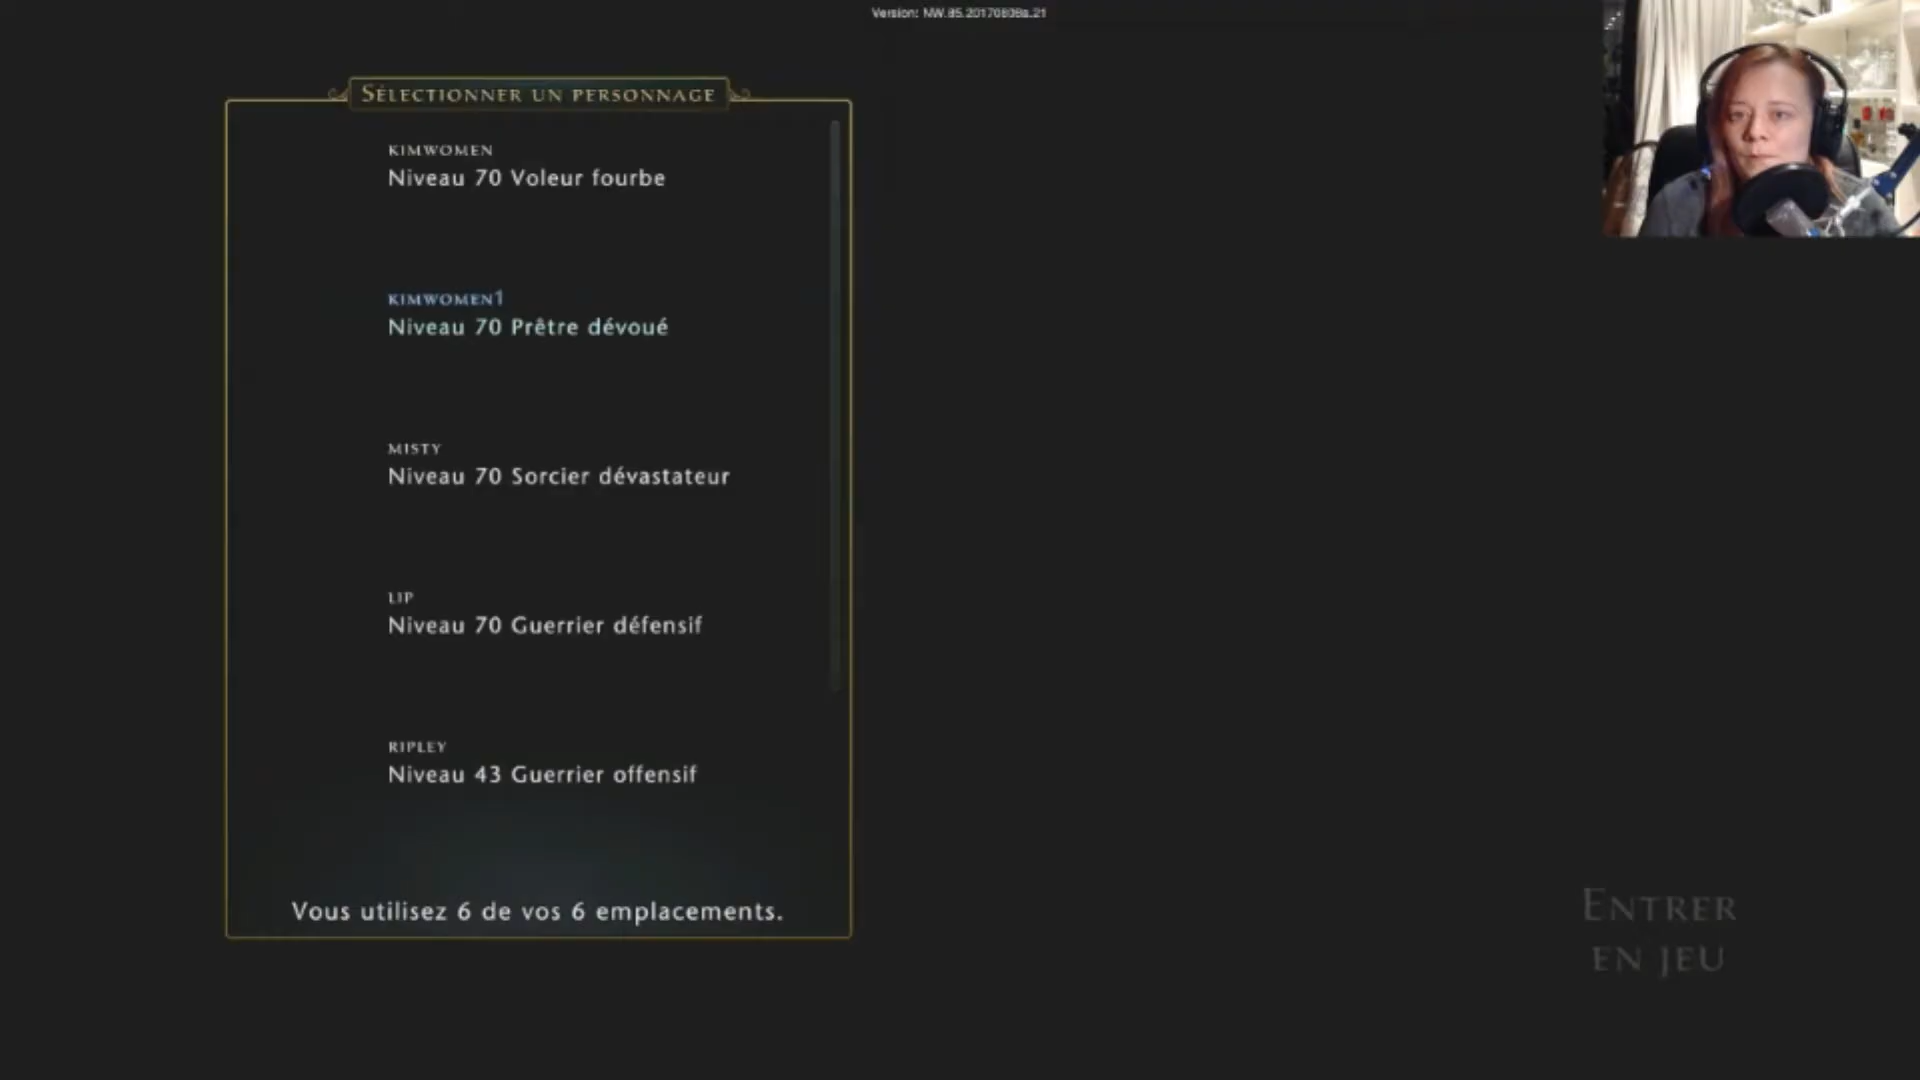 Version: NW.85.20170808a.21
SÉLECTIONNER UN PERSONNAGE
KIMWOMEN
Niveau 70 Voleur fourbe
KIMWOMEN1
Niveau 70 Prêtre dévoué
MISTY
Niveau 70 Sorcier dévastateur
LIP
Niveau 70 Guerrier défensif
RIPLEY
Niveau 43 Guerrier offensif
Vous utilisez 6 de vos 6 emplacements.
ENTRER
EN JEU